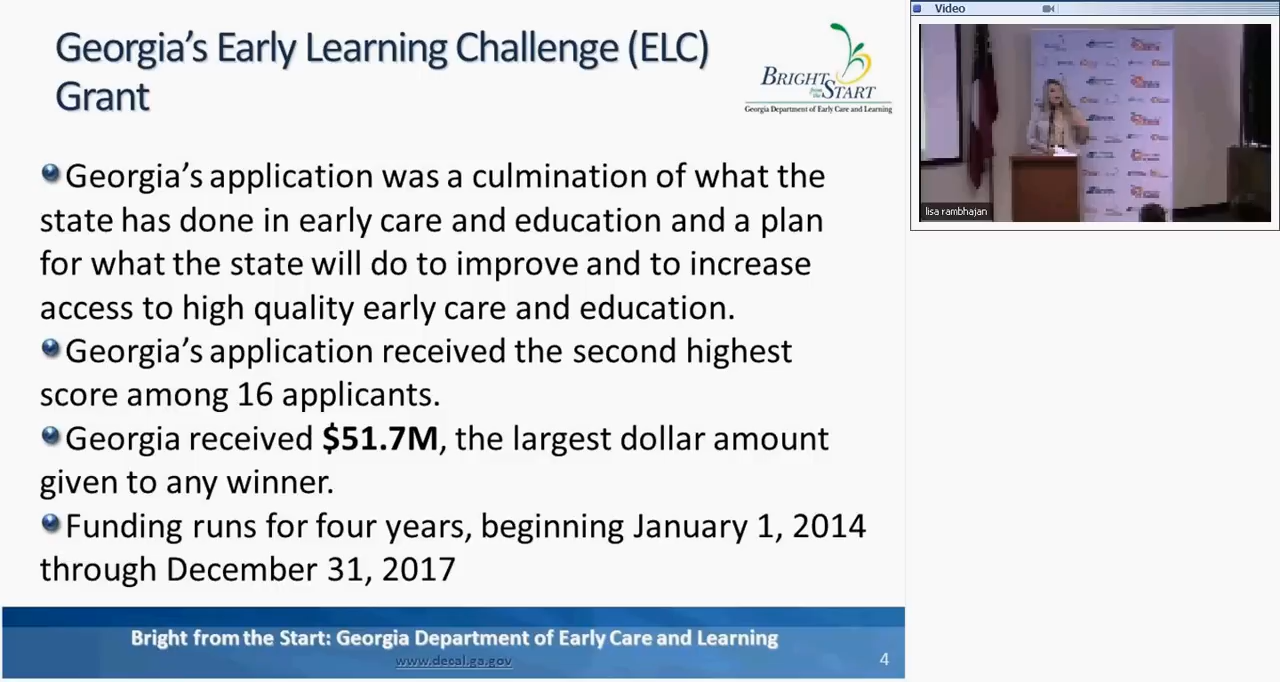 Georgia's Early Learning Challenge (ELC)
Grant
BRIGHT
from the START
Georgia Department of Early Care and Learning
Georgia's application was a culmination of what the
state has done in early care and education and a plan
for what the state will do to improve and to increase
access to high quality early care and education.
Georgia's application received the second highest
score among 16 applicants.
Georgia received $51.7M, the largest dollar amount
given to any winner.
Funding runs for four years, beginning January 1, 2014
through December 31, 2017
Bright from the Start: Georgia Department of Early Care and Learning
www.decal.ga.gov
4
Video
lisa rambhajan